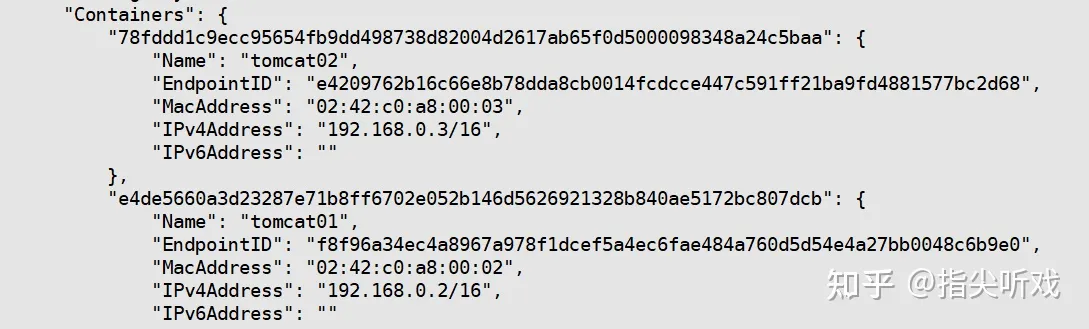 "Containers": {
"78fddd1c9ecc95654fb9dd498738d82004d2617ab65f0d5000098348a24c5baa": {
"Name": "tomcat02",
"EndpointID": "e4209762b16c66e8b78dda8cb0014fcdcce447c591ff21ba9fd4881577bc2d68",
"MacAddress": "02:42:c0:a8:00:03",
"IPv4Address": "192.168.0.3/16",
"IPv6Address": ""
},
"e4de5660a3d23287e71b8ff6702e052b146d5626921328b840ae5172bc807dcb": {
"Name": "tomcat01",
"EndpointID": "f8f96a34ec4a8967a978f1dcef5a4ec6fae484a760d5d54e4a27bb0048c6b9e0",
"MacAddress": "02:42:c0:a8:00:02",
"IPv4Address": "192.168.0.2/16",
"IPv6Address": ""
知乎 @指尖听戏